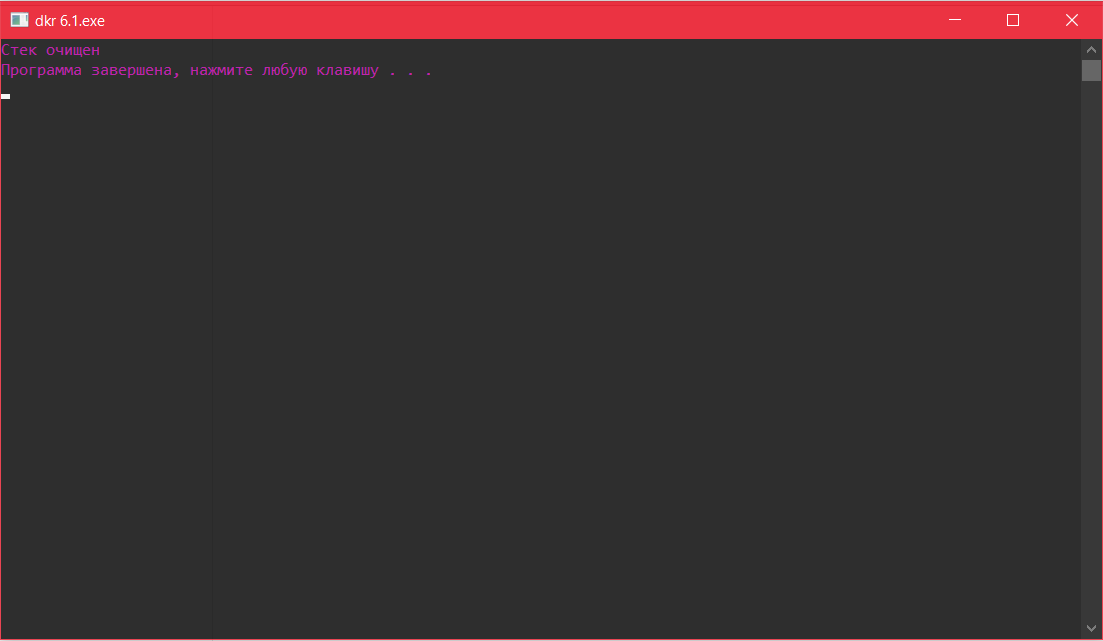 dkr 6.1.exe
Стек очищен
Программа завершена, нажмите любую клавишу . . .